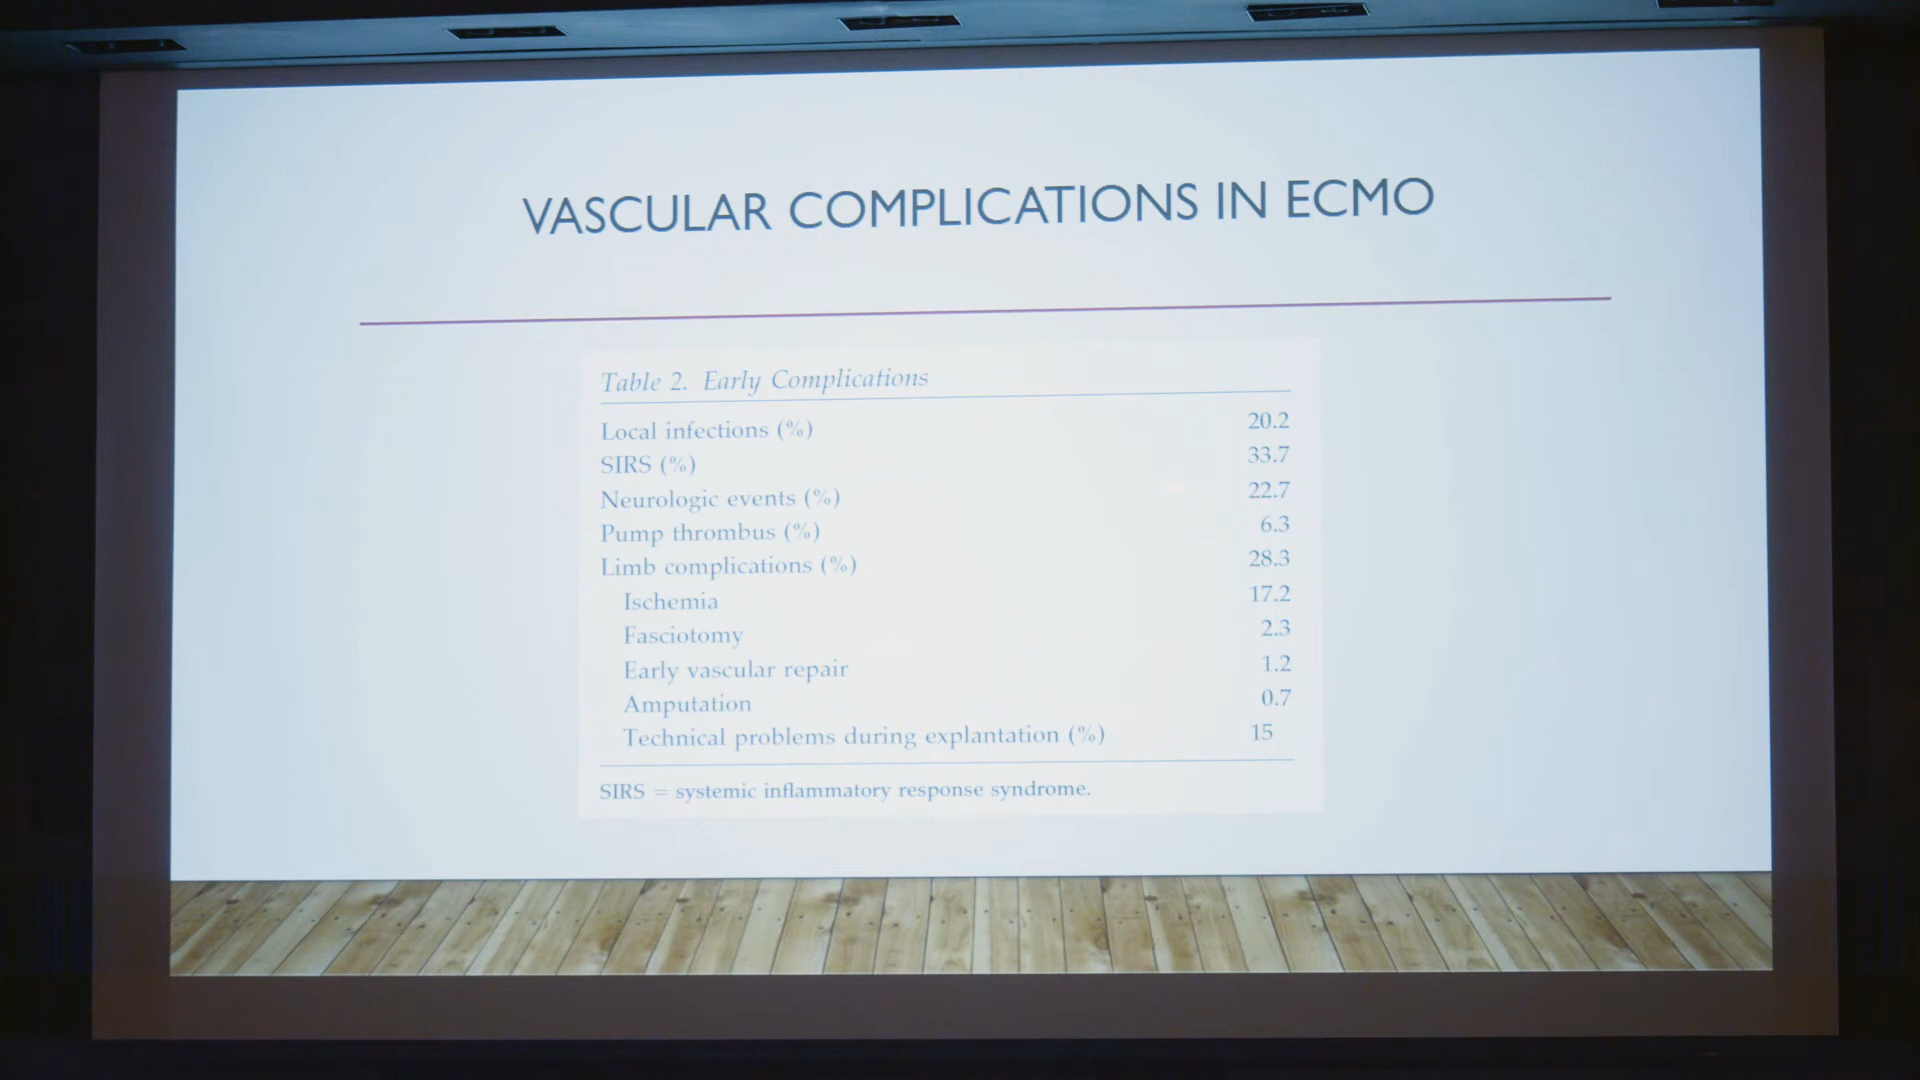 VASCULAR COMPLICATIONS IN ECMO
Table 2. Early Complications
Local infections (%) 20.2
SIRS (%) 33.7
Neurologic events (%) 22.7
Pump thrombus (%) 6.3
Limb complications (%) 28.3
Ischemia 17.2
Fasciotomy 2.3
Early vascular repair 1.2
Amputation 0.7
Technical problems during explantation (%) 15
SIRS = systemic inflammatory response syndrome.